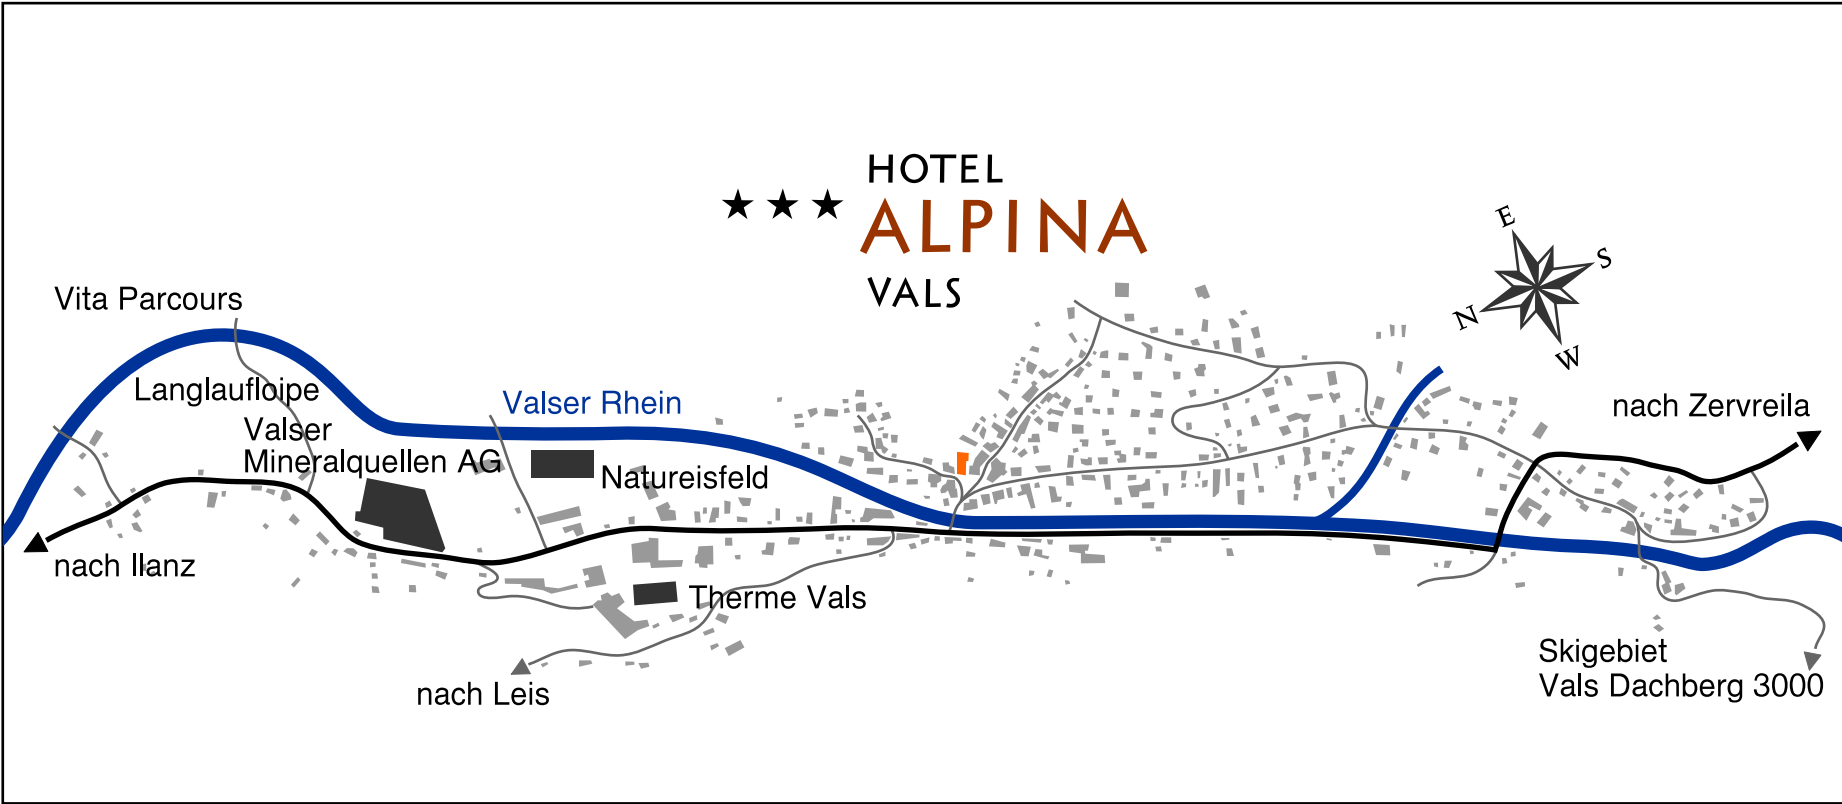 HOTEL
★ ★ ★ ALPINA
VALS
E
S
N
W
Vita Parcours
Langlaufloipe
Valser Rhein
nach Zervreila
Valser
Mineralquellen AG
Natureisfeld
nach Ilanz
Therme Vals
nach Leis
Skigebiet
Vals Dachberg 3000